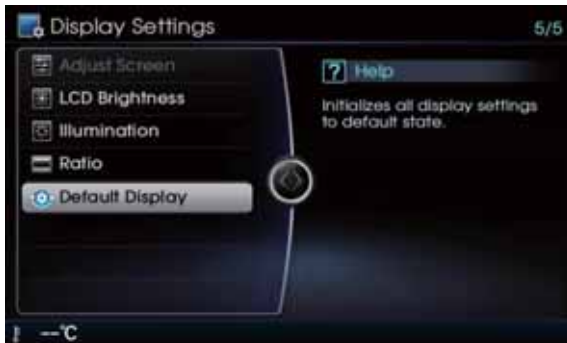 Display Settings
5/5
Adjust Screen
LCD Brightness
Illumination
Ratio
Default Display
? Help
Initializes all display settings
to default state.
--°C